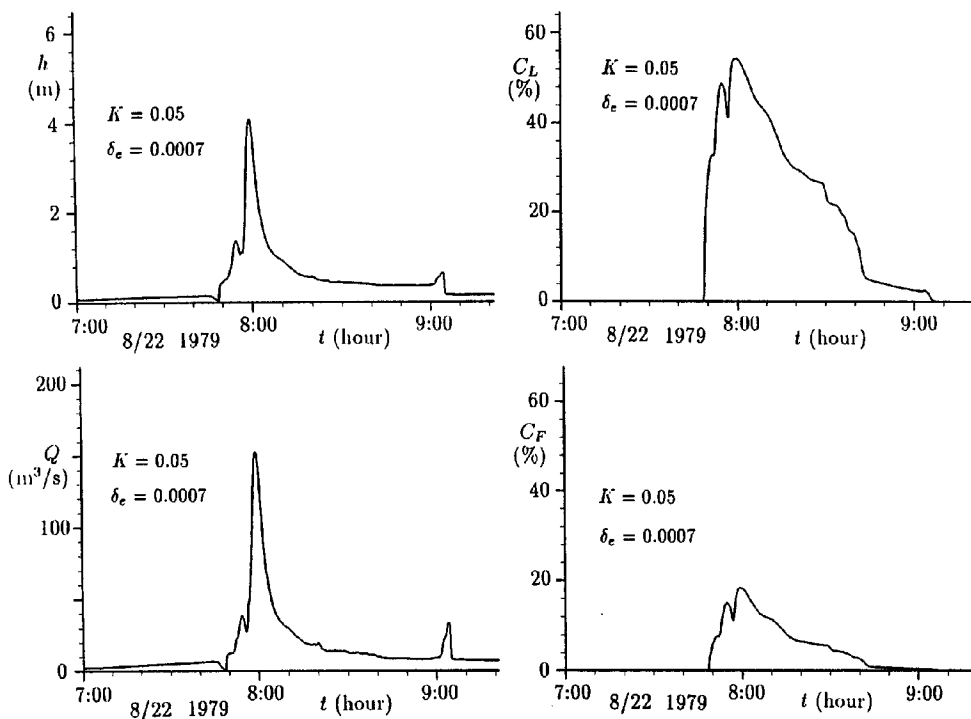 6
h
(m)
K = 0.05
δe = 0.0007
4
2
0
7:00 8:00 9:00
8/22 1979 t (hour)
60
CL
(%)
K = 0.05
δe = 0.0007
40
20
0
7:00 8:00 9:00
8/22 1979 t (hour)
200
Q
(m³/s)
K = 0.05
δe = 0.0007
100
0
7:00 8:00 9:00
8/22 1979 t (hour)
60
CF
(%)
40
K = 0.05
δe = 0.0007
20
0
7:00 8:00 9:00
8/22 1979 t (hour)